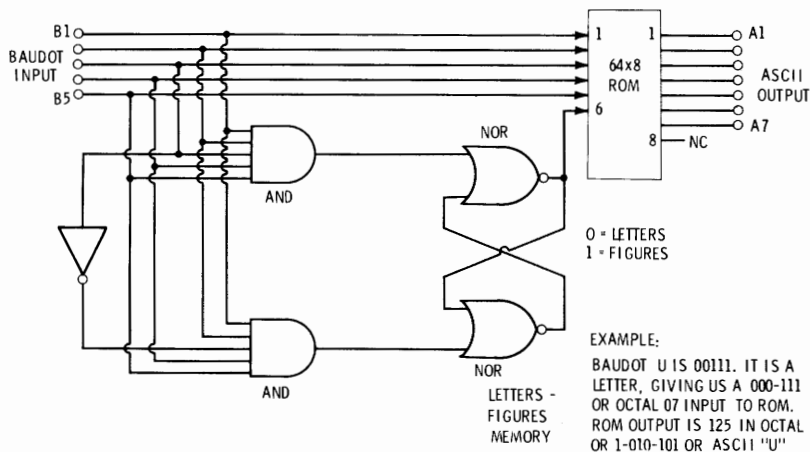 B1
BAUDOT
INPUT
B5
1
6
64x8
ROM
1
8
A1
ASCII
OUTPUT
A7
NC
AND
NOR
0 = LETTERS
1 = FIGURES
AND
NOR
LETTERS -
FIGURES
MEMORY
EXAMPLE:
BAUDOT U IS 00111. IT IS A
LETTER, GIVING US A 000-111
OR OCTAL 07 INPUT TO ROM.
ROM OUTPUT IS 125 IN OCTAL
OR 1-010-101 OR ASCII "U"